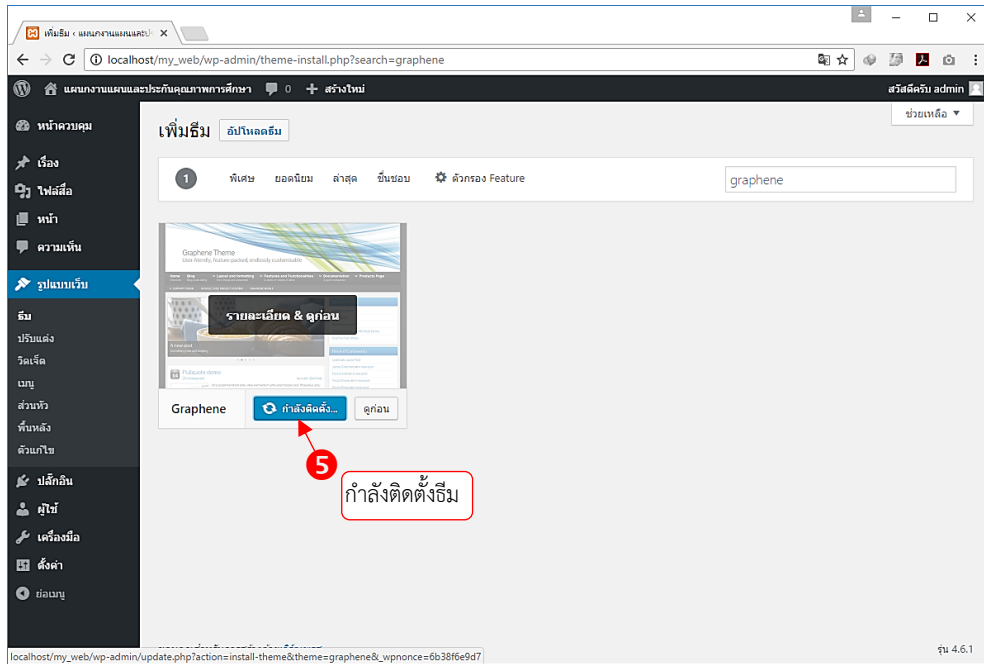 เพิ่มธีม ‹ แผนกงานแผนและป
localhost/my_web/wp-admin/theme-install.php?search=graphene
แผนกงานแผนและประกันคุณภาพการศึกษา 0 + สร้างใหม่ สวัสดีครับ admin
ช่วยเหลือ
หน้าควบคุม
เรื่อง
ไฟล์สื่อ
หน้า
ความเห็น
รูปแบบเว็บ
ธีม
ปรับแต่ง
วิดเจ็ต
เมนู
ส่วนหัว
พื้นหลัง
ตัวแก้ไข
ปลั๊กอิน
ผู้ใช้
เครื่องมือ
ตั้งค่า
ย่อเมนู
เพิ่มธีม อัปโหลดธีม
1 พิเศษ ยอดนิยม ล่าสุด ชื่นชอบ ตัวกรอง Feature graphene
Graphene Theme
User-friendly, feature-packed, endlessly customizable
รายละเอียด & ดูก่อน
Graphene กำลังติดตั้ง... ดูก่อน
5
กำลังติดตั้งธีม
รุ่น 4.6.1
localhost/my_web/wp-admin/update.php?action=install-theme&theme=graphene&_wpnonce=6b38f6e9d7